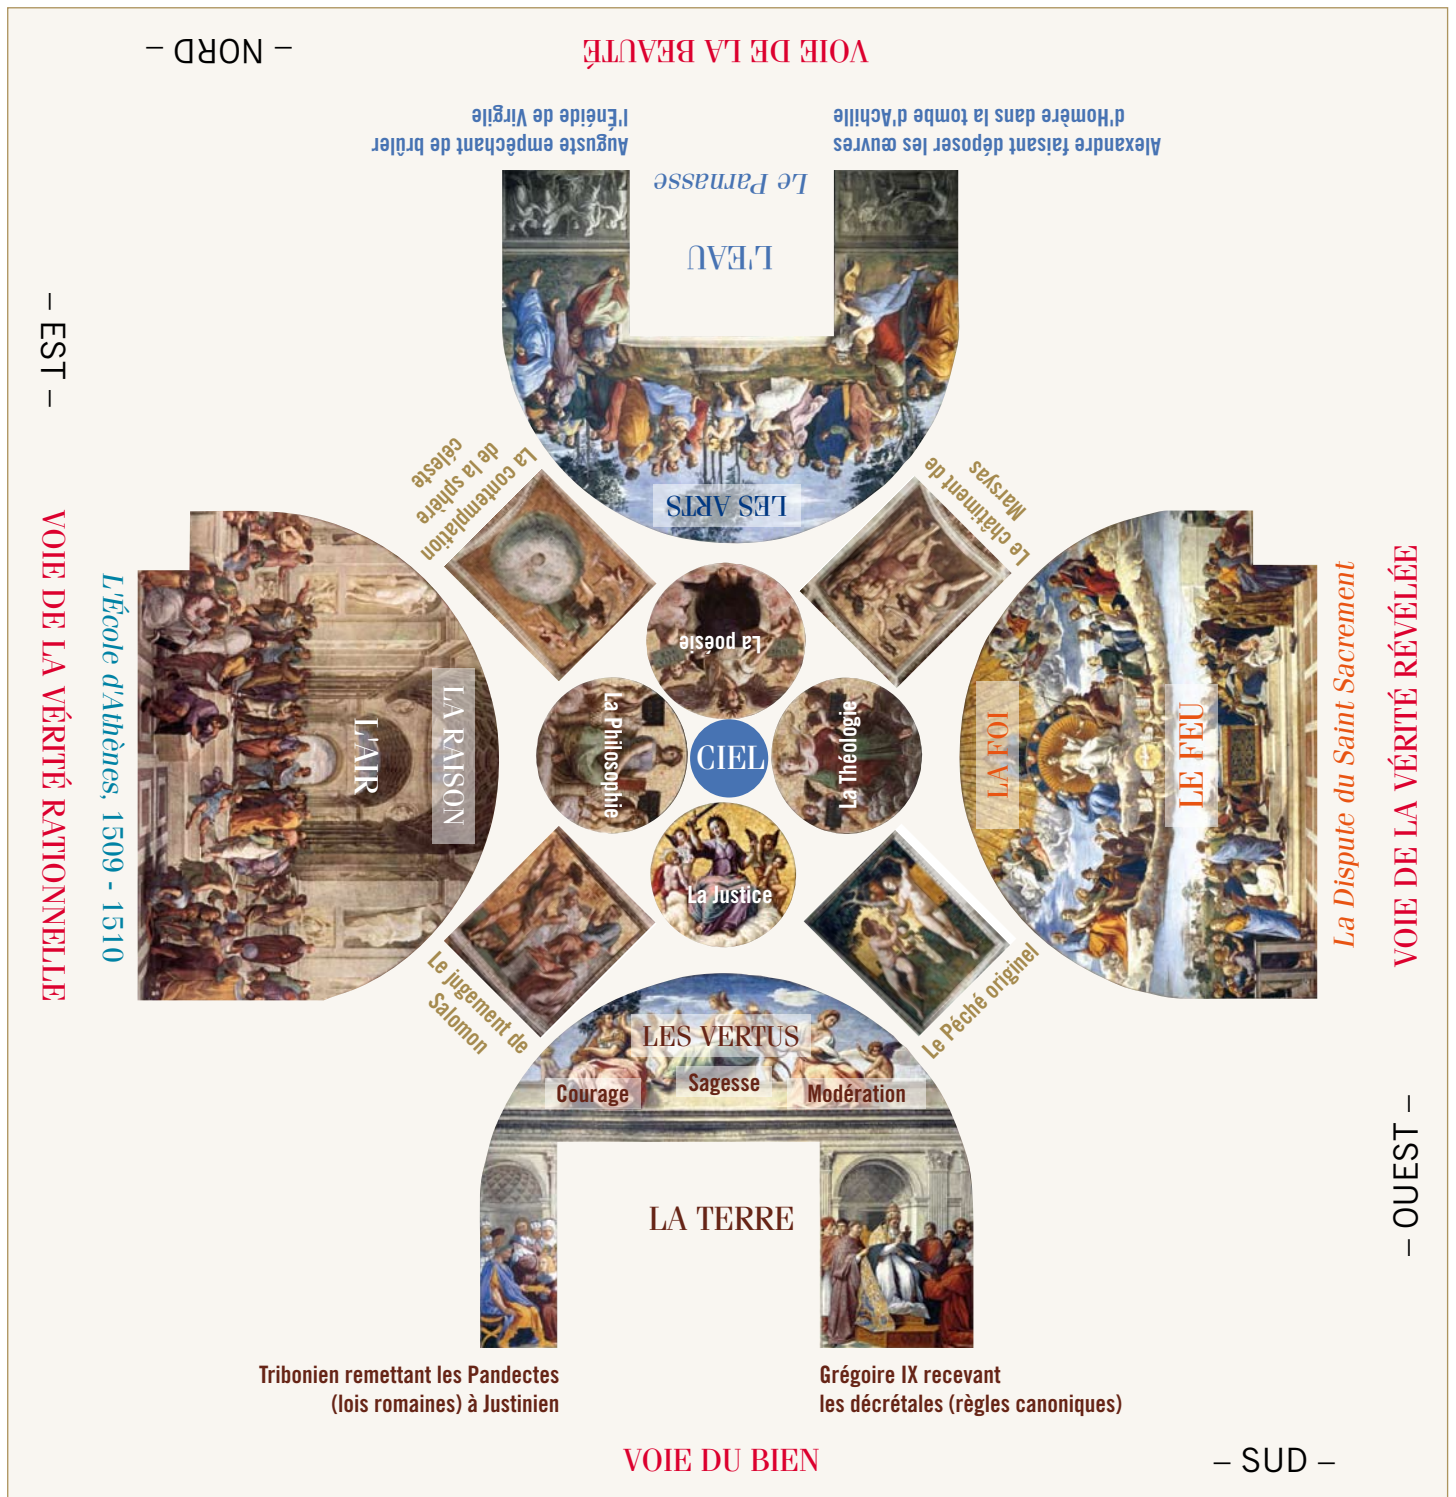 – NORD –
VOIE DE LA BEAUTÉ
Auguste empêchant de brûler
l'Énéide de Virgile
Alexandre faisant déposer les œuvres
d'Homère dans la tombe d'Achille
Le Parnasse
L'EAU
LES ARTS
– EST –
VOIE DE LA VÉRITÉ RATIONNELLE
L'École d'Athènes, 1509 - 1510
L'AIR
LA RAISON
La contemplation
de la sphère
céleste
Le châtiment de
Marsyas
La poésie
La Philosophie
CIEL
La Théologie
La Justice
LA FOI
LE FEU
La Dispute du Saint Sacrement
VOIE DE LA VÉRITÉ RÉVÉLÉE
– OUEST –
Le jugement de
Salomon
Le Péché originel
LES VERTUS
Courage
Sagesse
Modération
LA TERRE
Tribonien remettant les Pandectes
(lois romaines) à Justinien
Grégoire IX recevant
les décrétales (règles canoniques)
VOIE DU BIEN
– SUD –